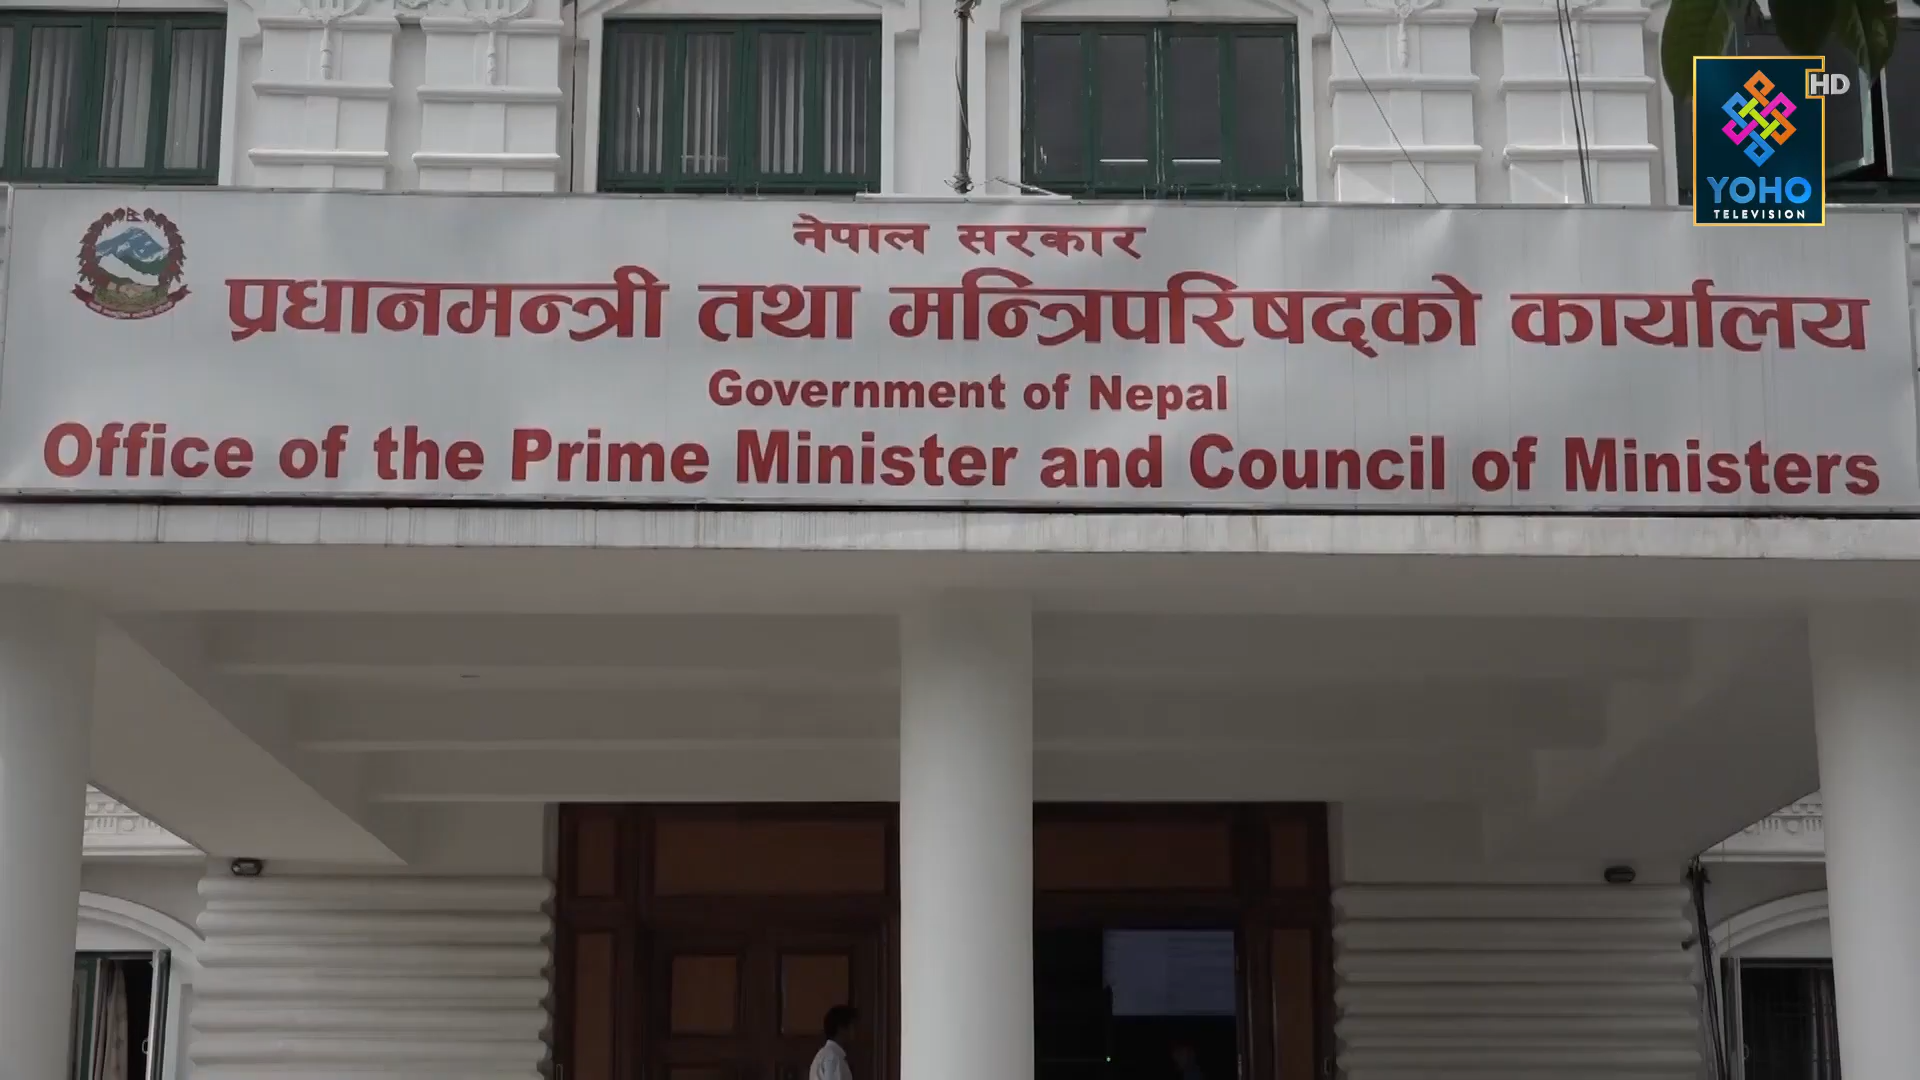 HD
YOHO
TELEVISION
नेपाल सरकार
प्रधानमन्त्री तथा मन्त्रिपरिषद्को कार्यालय
Government of Nepal
Office of the Prime Minister and Council of Ministers